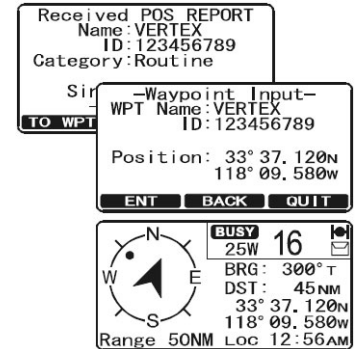 Received POS REPORT
Name:VERTEX
ID:123456789
Category:Routine
TO WPT
—Waypoint Input—
WPT Name:VERTEX
ID:123456789
Position: 33°37.120N
118°09.580W
ENT BACK QUIT
N
W E
S
Range 50NM
BUSY
25W 16
BRG: 300°T
DST: 45NM
33°37.120N
118°09.580W
LOC 12:56AM